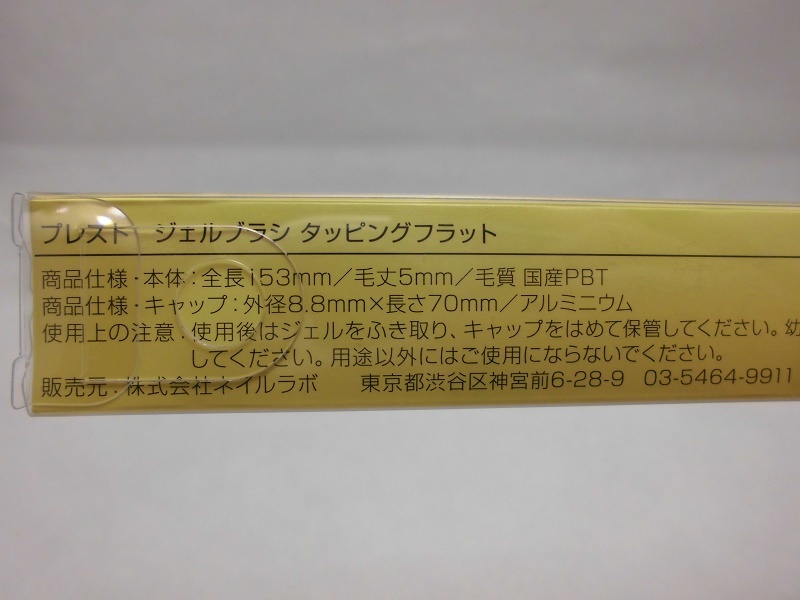 プレスト ジェルブラシ タッピングフラット
商品仕様・本体：全長153mm／毛丈5mm／毛質 国産PBT
商品仕様・キャップ：外径8.8mm×長さ70mm／アルミニウム
使用上の注意：使用後はジェルをふき取り、キャップをはめて保管してください。幼
してください。用途以外にはご使用にならないでください。
販売元：株式会社ネイルラボ 東京都渋谷区神宮前6-28-9 03-5464-9911